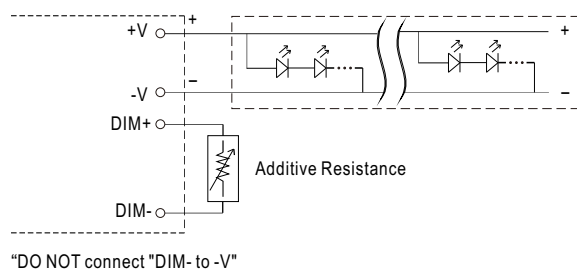 +
+V
+
-V
−
−
DIM+
Additive Resistance
DIM-
“DO NOT connect "DIM- to -V"